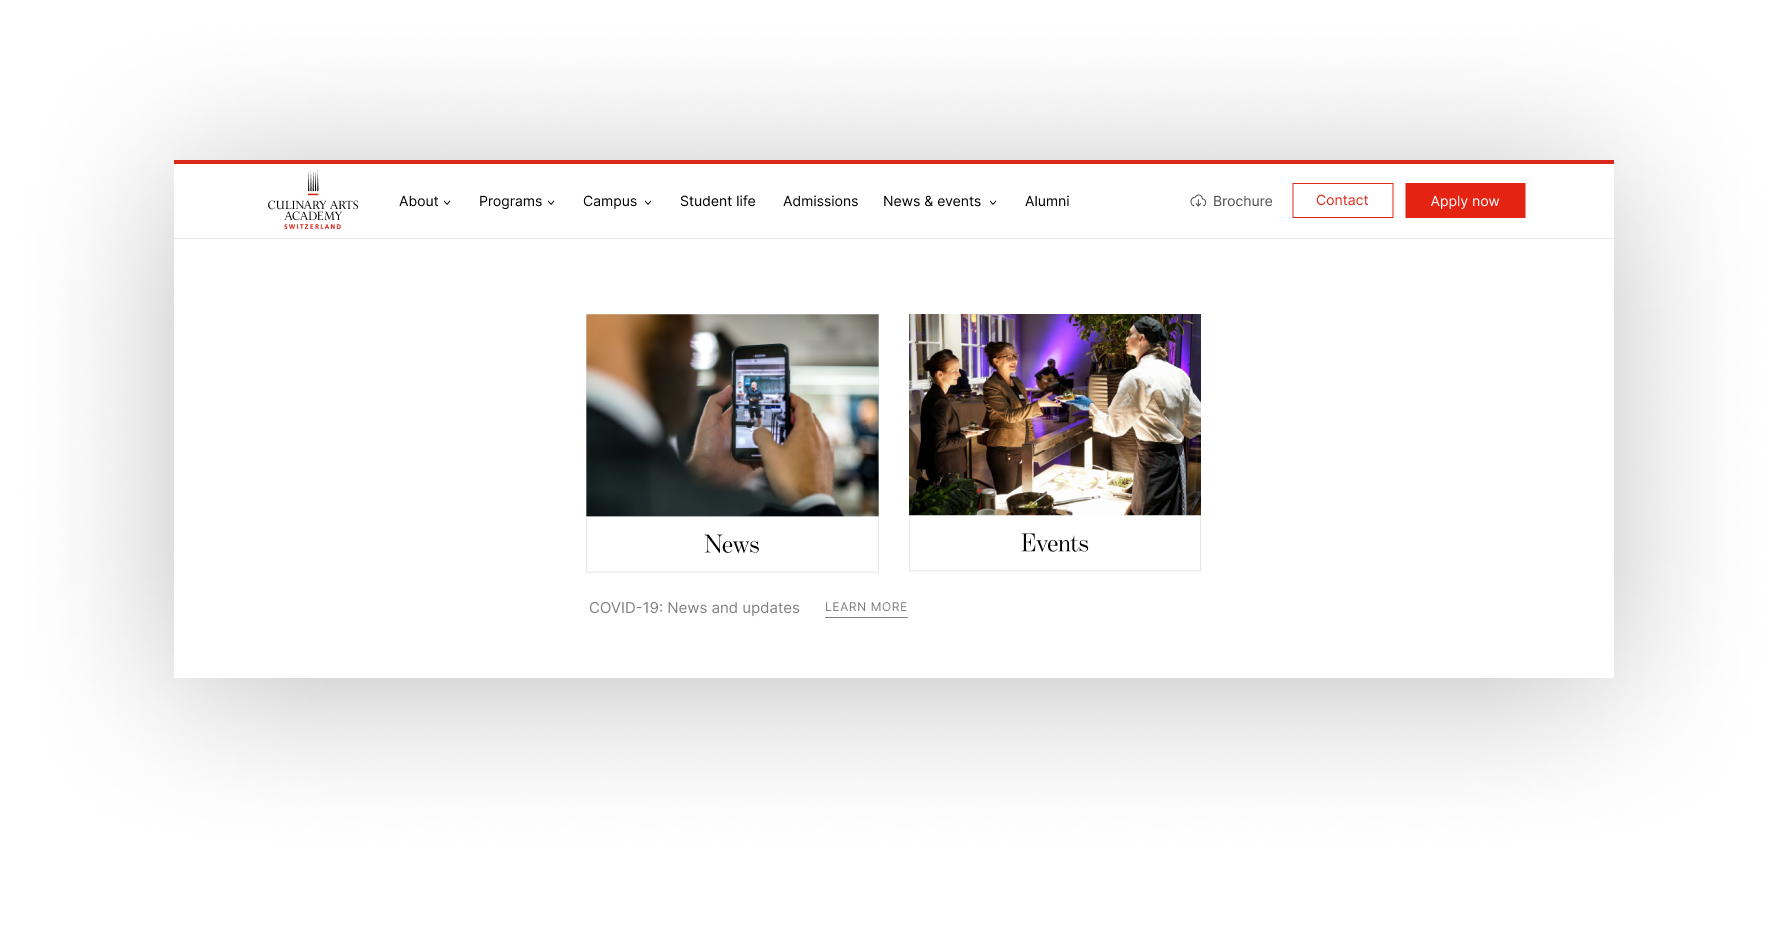 CULINARY ARTS
ACADEMY
SWITZERLAND
About
Programs
Campus
Student life
Admissions
News & events
Alumni
Brochure
Contact
Apply now
News
Events
COVID-19: News and updates
LEARN MORE